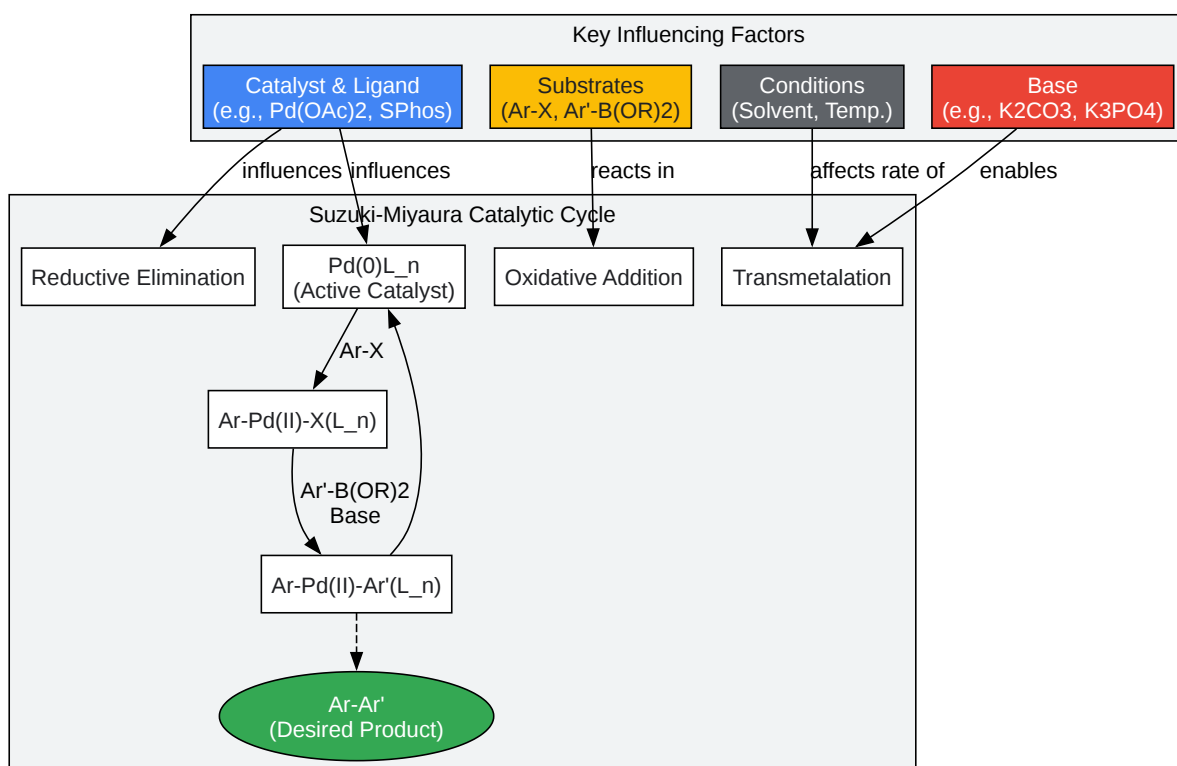 Key Influencing Factors
Catalyst & Ligand
(e.g., Pd(OAc)2, SPhos)
Substrates
(Ar-X, Ar'-B(OR)2)
Conditions
(Solvent, Temp.)
Base
(e.g., K2CO3, K3PO4)
influences
influences
reacts in
affects rate of
enables
Suzuki-Miyaura Catalytic Cycle
Reductive Elimination
Pd(0)L_n
(Active Catalyst)
Oxidative Addition
Transmetalation
Ar-X
Ar-Pd(II)-X(L_n)
Ar'-B(OR)2
Base
Ar-Pd(II)-Ar'(L_n)
Ar-Ar'
(Desired Product)